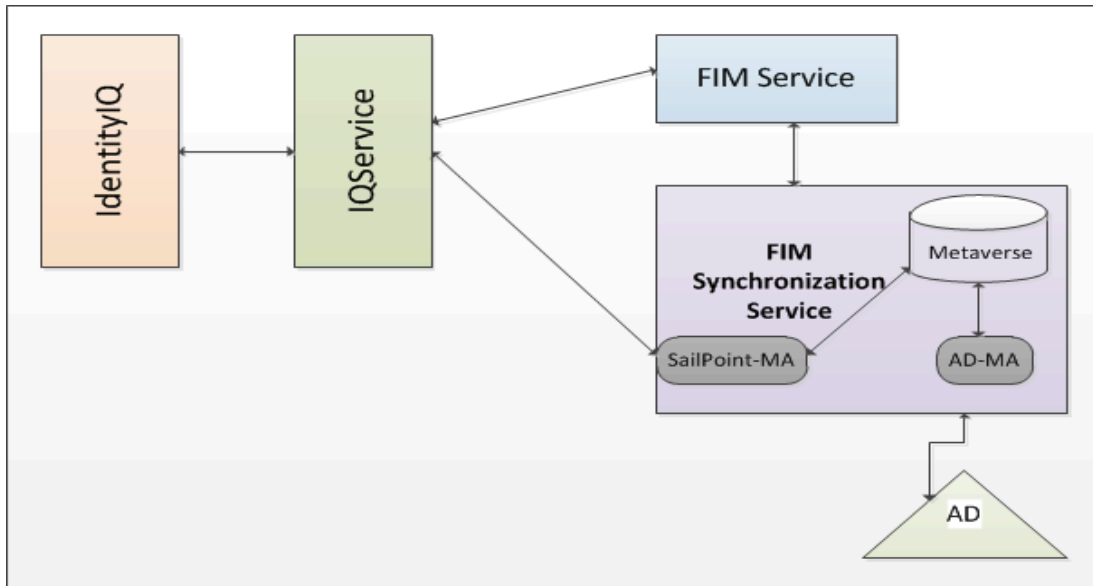 IdentityIQ
IQService
FIM Service
FIM
Synchronization
Service
Metaverse
SailPoint-MA
AD-MA
AD